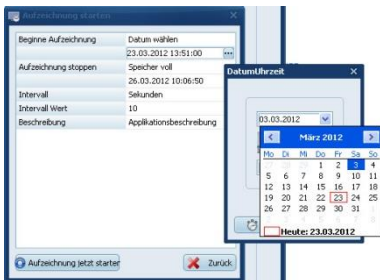 Aufzeichnung starten
Beginne Aufzeichnung Datum wählen
23.03.2012 13:51:00 ...
Aufzeichnung stoppen Speicher voll
26.03.2012 10:06:50
Intervall Sekunden
Intervall Wert 10
Beschreibung Applikationsbeschreibung
Aufzeichnung jetzt starten
Zurück
DatumUhrzeit
03.03.2012
März 2012
Mo Di Mi Do Fr Sa So
1 2 3 4
5 6 7 8 9 10 11
12 13 14 15 16 17 18
19 20 21 22 23 24 25
26 27 28 29 30 31
Heute: 23.03.2012